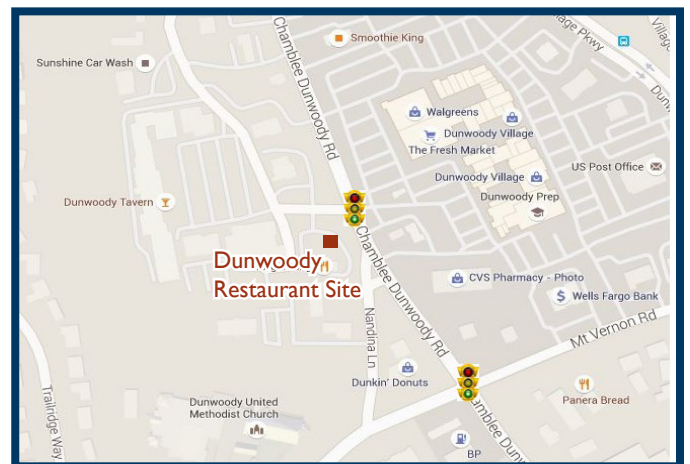 Smoothie King
Sunshine Car Wash
Chamblee Dunwoody Rd
Village
Walgreens
Dunwoody Village
The Fresh Market
US Post Office
Dunwoody Village
Dunwoody Prep
Dunwoody Tavern
Dunwoody
Restaurant Site
Chamblee Dunwoody Rd
CVS Pharmacy - Photo
Wells Fargo Bank
Mt Vernon Rd
Nandina Ln
Dunkin' Donuts
Trailridge Way
Dunwoody United
Methodist Church
Panera Bread
BP